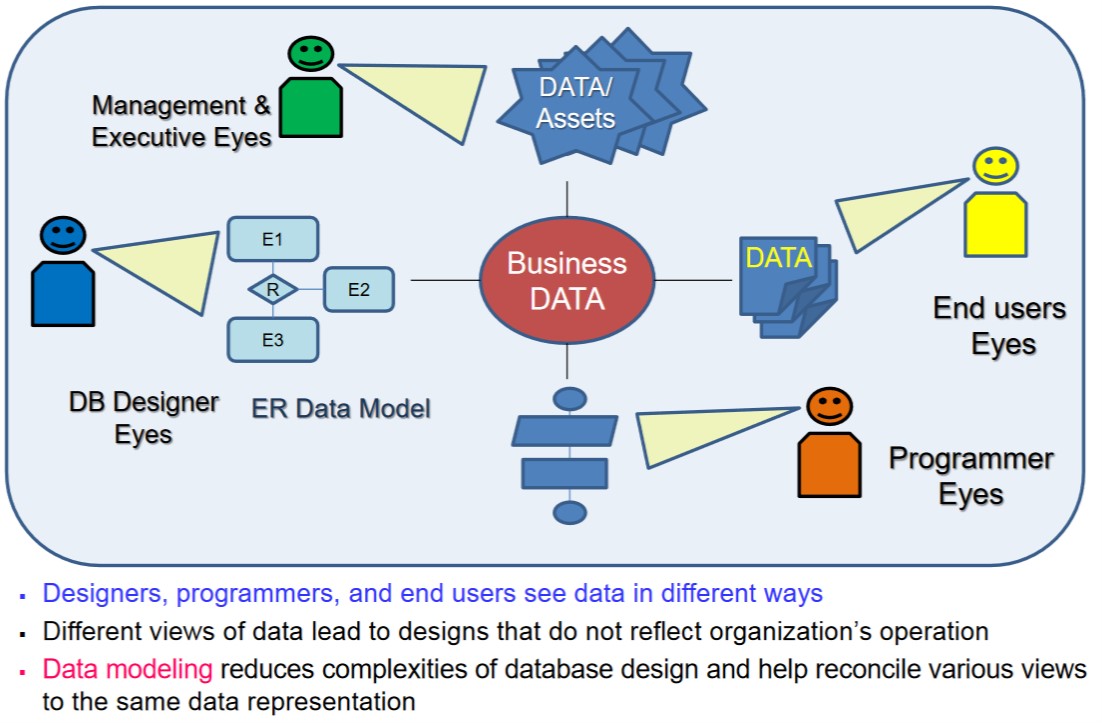 Management &
Executive Eyes
DATA/
Assets
E1
R
E2
E3
Business
DATA
DATA
End users
Eyes
DB Designer
Eyes
ER Data Model
Programmer
Eyes
▪ Designers, programmers, and end users see data in different ways
▪ Different views of data lead to designs that do not reflect organization’s operation
▪ Data modeling reduces complexities of database design and help reconcile various views
to the same data representation